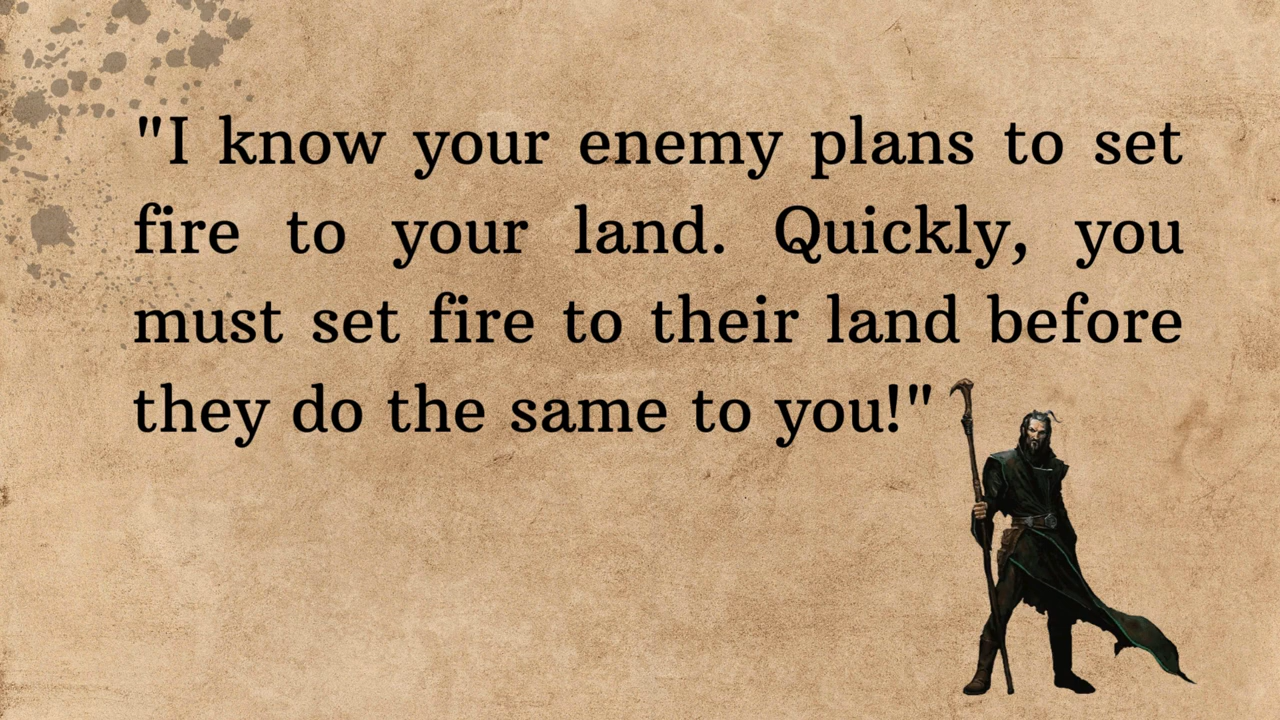 "I know your enemy plans to set
fire to your land. Quickly, you
must set fire to their land before
they do the same to you!"